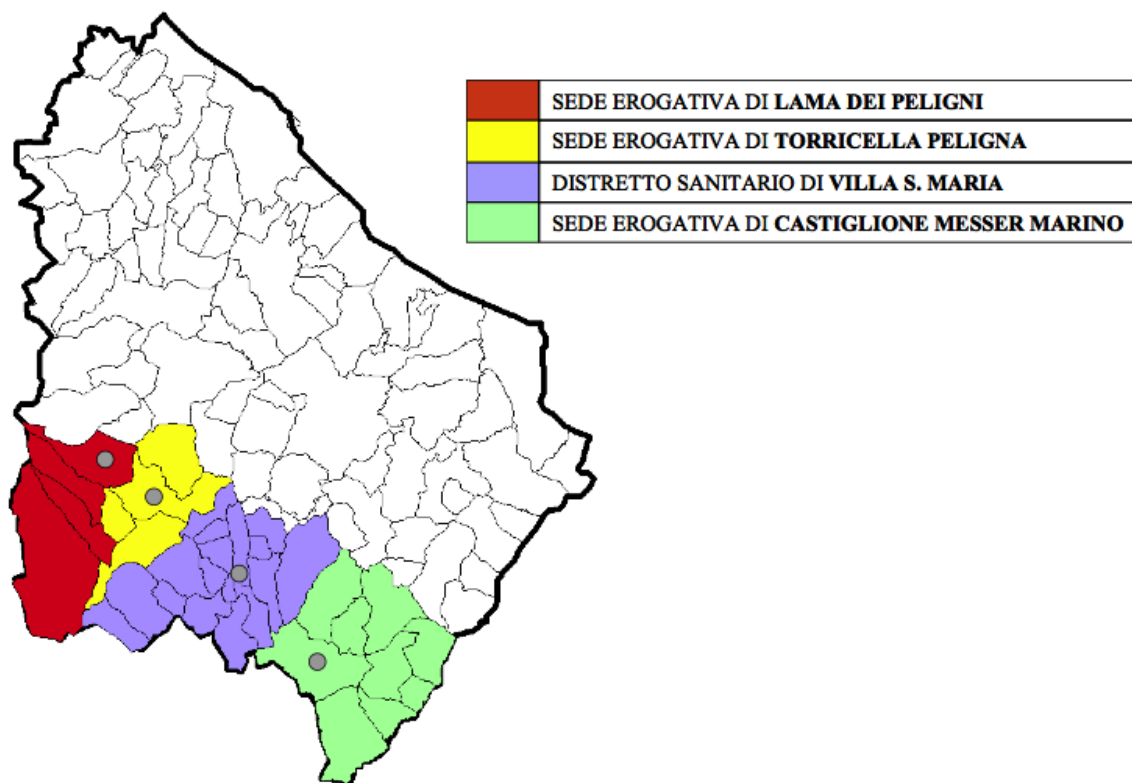 SEDE EROGATIVA DI LAMA DEI PELIGNI
SEDE EROGATIVA DI TORRICELLA PELIGNA
DISTRETTO SANITARIO DI VILLA S. MARIA
SEDE EROGATIVA DI CASTIGLIONE MESSER MARINO